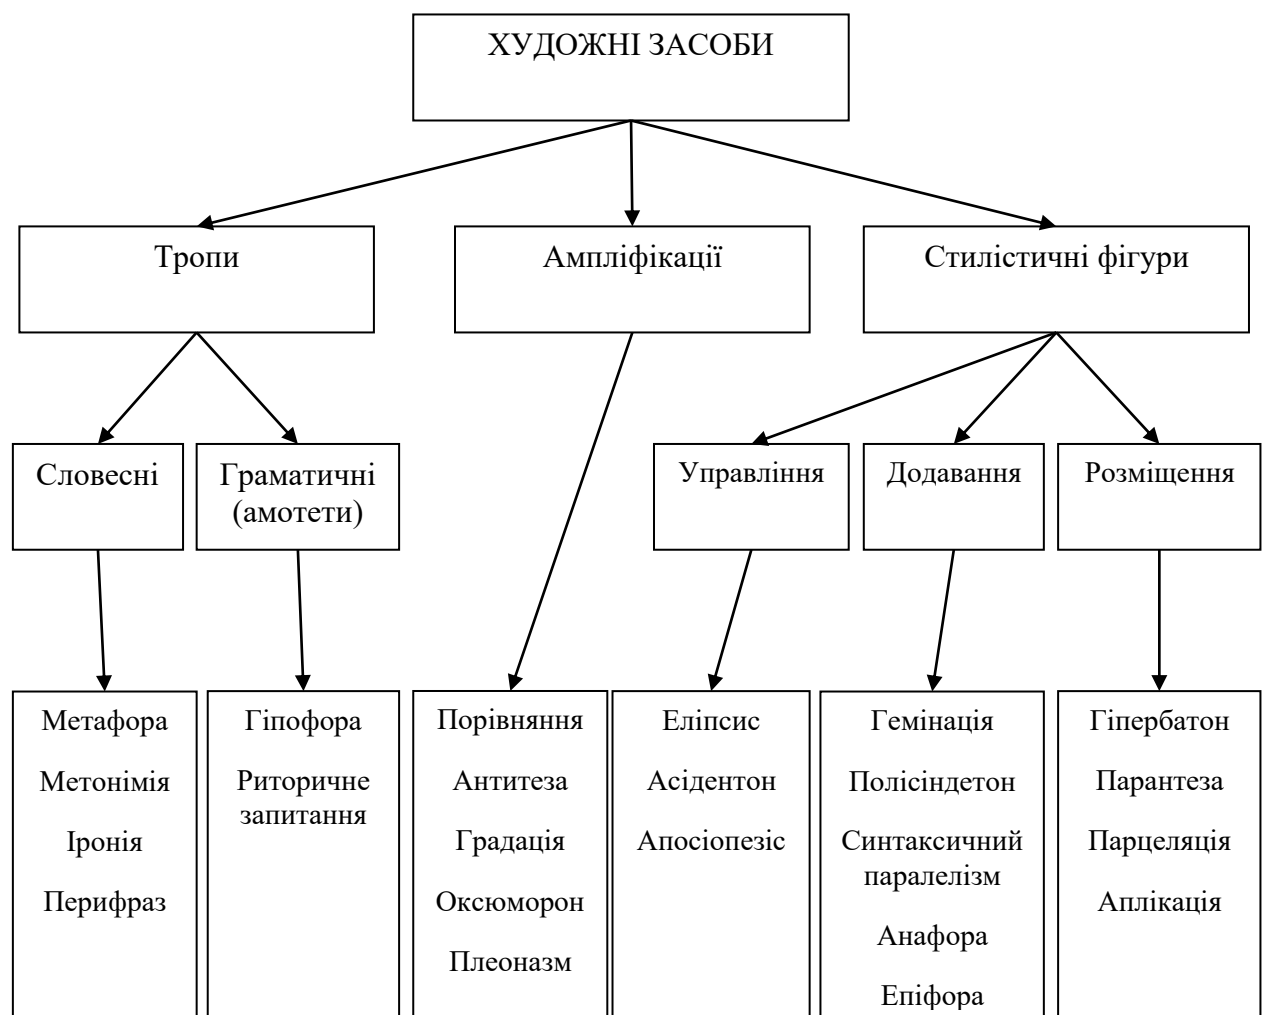 ХУДОЖНІ ЗАСОБИ
Тропи
Ампліфікації
Стилістичні фігури
Словесні
Граматичні
(амотети)
Управління
Додавання
Розміщення
Метафора
Метонімія
Іронія
Перифраз
Гіпофора
Риторичне
запитання
Порівняння
Антитеза
Градація
Оксюморон
Плеоназм
Еліпсис
Асідентон
Апосіопезіс
Гемінація
Полісіндетон
Синтаксичний
паралелізм
Анафора
Епіфора
Гіпербатон
Парантеза
Парцеляція
Аплікація